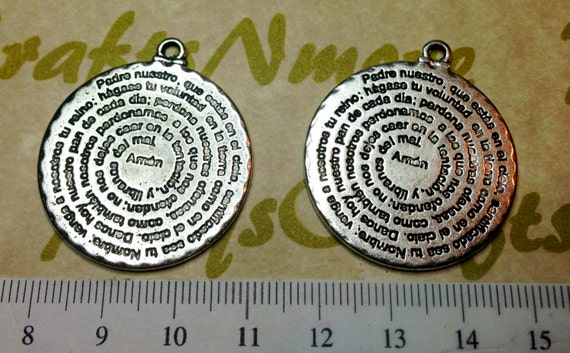 CraftsNmore
Padre nuestro, que estás en el cielo, santificado sea tu Nombre, venga a nosotros tu reino; hágase tu voluntad en la tierra como en el cielo. Danos hoy nuestro pan de cada día; perdona nuestras ofensas como también nosotros perdonamos a los que nos ofenden; no nos dejes caer en la tentación, y líbranos del mal. Amén
Padre nuestro, que estás en el cielo, santificado sea tu Nombre, venga a nosotros tu reino; hágase tu voluntad en la tierra como en el cielo. Danos hoy nuestro pan de cada día; perdona nuestras ofensas como también nosotros perdonamos a los que nos ofenden; no nos dejes caer en la tentación, y líbranos del mal. Amén
8 9 10 11 12 13 14 15